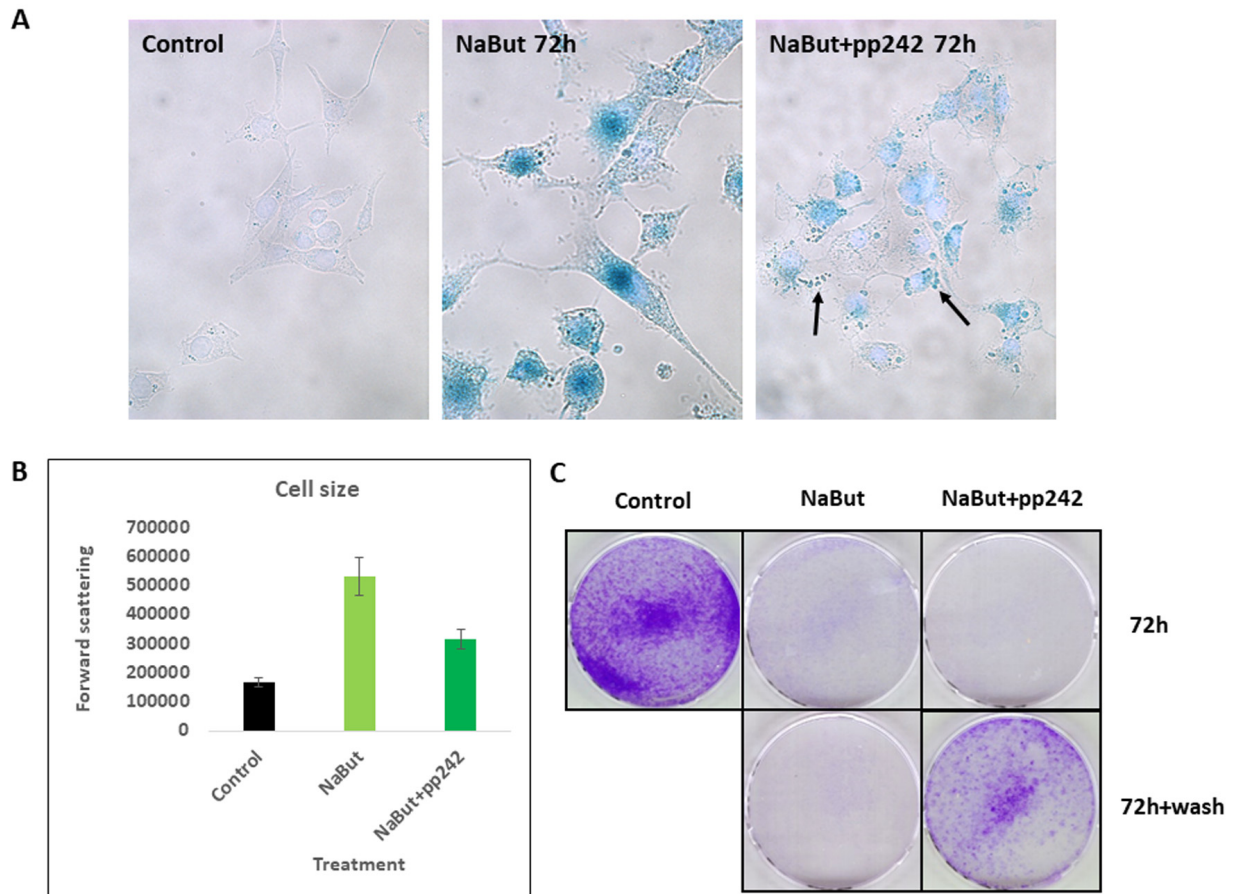 A
Control
NaBut 72h
NaBut+pp242 72h
B
Cell size
Forward scattering
700000
600000
500000
400000
300000
200000
100000
0
Control
NaBut
NaBut+pp242
Treatment
C
Control
NaBut
NaBut+pp242
72h
72h+wash